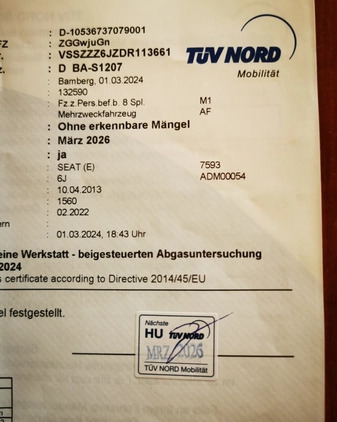 : D-10536737079001
FZ : ZGGwjuGn
r. : VSSZZZ6JZDR113661
z. : D BA-S1207
TÜV NORD
Mobilität
: Bamberg, 01.03.2024
: 132590
: Fz.z.Pers.bef.b. 8 Spl. M1
: Mehrzweckfahrzeug AF
: Ohne erkennbare Mängel
: März 2026
: ja
: SEAT (E) 7593
: 6J ADM00054
: 10.04.2013
: 1560
: 02.2022
ern
: 01.03.2024, 18:43 Uhr
eine Werkstatt - beigesteuerten Abgasuntersuchung
2024
s certificate according to Directive 2014/45/EU
el festgestellt.
Nächste
HU TÜV NORD
MRZ 2026
TÜV NORD Mobilität